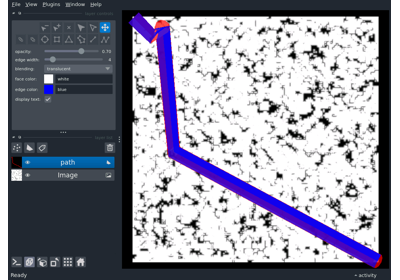 File View Plugins Window Help
opacity: 0.70
edge width: 4
blending: translucent
face color: white
edge color: blue
display text:
path
Image
Ready
activity